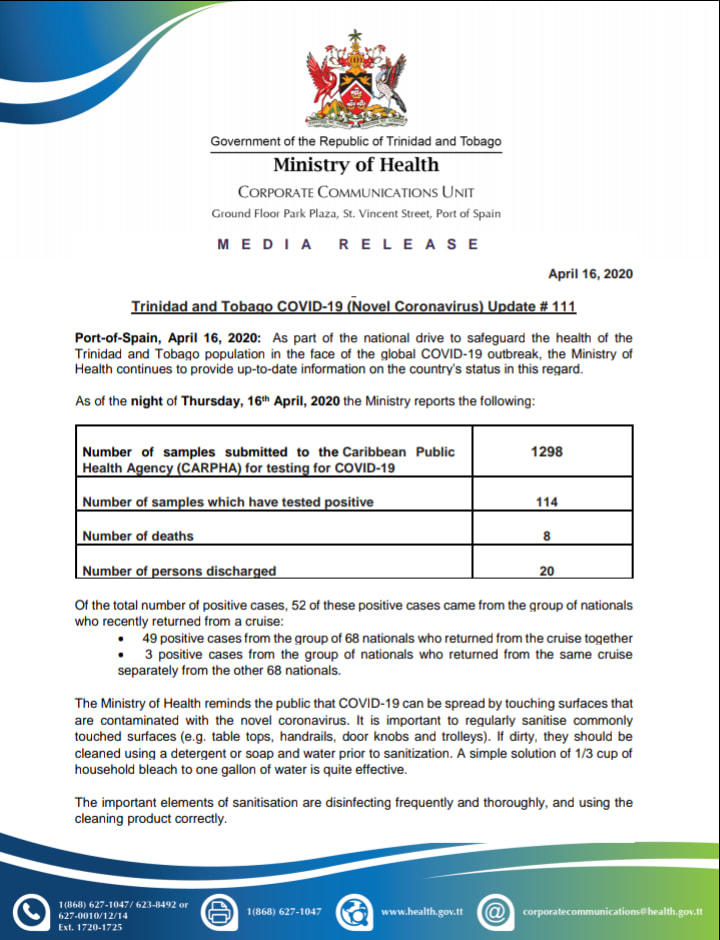 Government of the Republic of Trinidad and Tobago
Ministry of Health
CORPORATE COMMUNICATIONS UNIT
Ground Floor Park Plaza, St. Vincent Street, Port of Spain
MEDIA RELEASE
April 16, 2020
Trinidad and Tobago COVID-19 (Novel Coronavirus) Update # 111
Port-of-Spain, April 16, 2020: As part of the national drive to safeguard the health of the
Trinidad and Tobago population in the face of the global COVID-19 outbreak, the Ministry of
Health continues to provide up-to-date information on the country's status in this regard.
As of the night of Thursday, 16th April, 2020 the Ministry reports the following:
Number of samples submitted to the Caribbean Public 1298
Health Agency (CARPHA) for testing for COVID-19
Number of samples which have tested positive 114
Number of deaths 8
Number of persons discharged 20
Of the total number of positive cases, 52 of these positive cases came from the group of nationals
who recently returned from a cruise:
• 49 positive cases from the group of 68 nationals who returned from the cruise together
• 3 positive cases from the group of nationals who returned from the same cruise
separately from the other 68 nationals.
The Ministry of Health reminds the public that COVID-19 can be spread by touching surfaces that
are contaminated with the novel coronavirus. It is important to regularly sanitise commonly
touched surfaces (e.g. table tops, handrails, door knobs and trolleys). If dirty, they should be
cleaned using a detergent or soap and water prior to sanitization. A simple solution of 1/3 cup of
household bleach to one gallon of water is quite effective.
The important elements of sanitisation are disinfecting frequently and thoroughly, and using the
cleaning product correctly.
1(868) 627-1047/ 623-8492 or
627-0010/12/14
Ext. 1720-1725
1(868) 627-1047
www.health.gov.tt
corporatecommunications@health.gov.tt